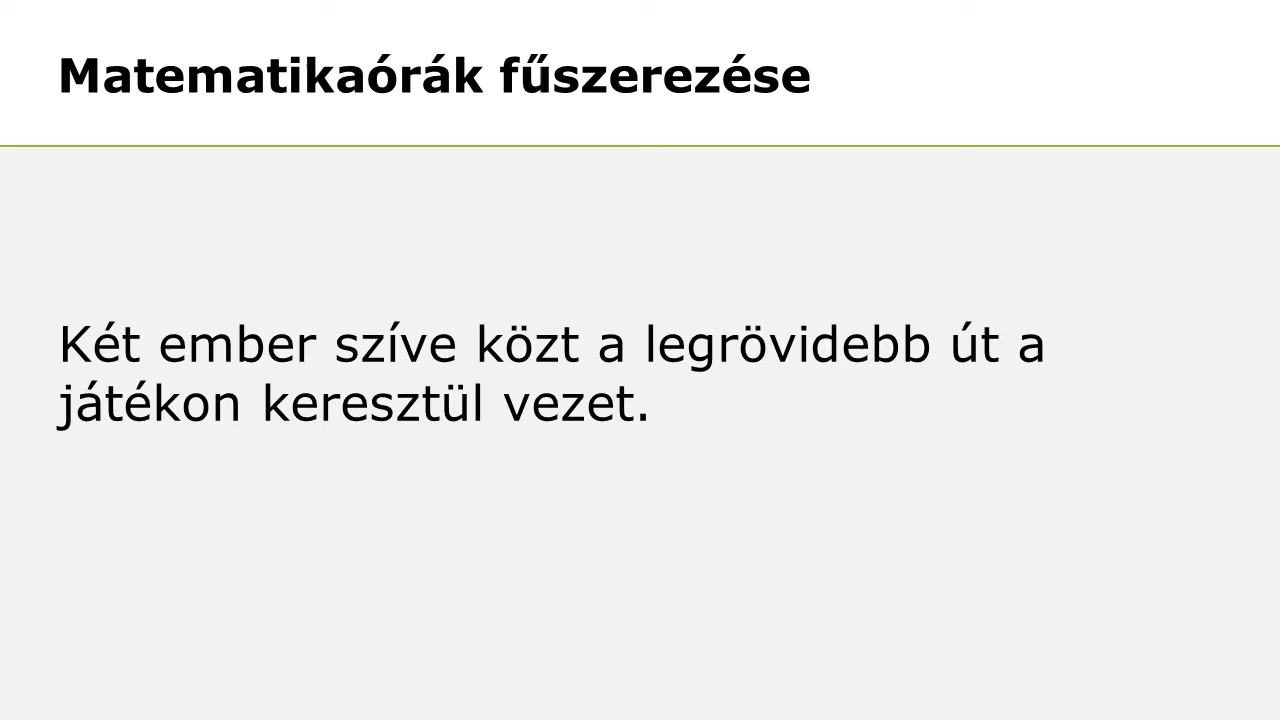 Matematikaórák fűszerezése
Két ember szíve közt a legrövidebb út a
játékon keresztül vezet.